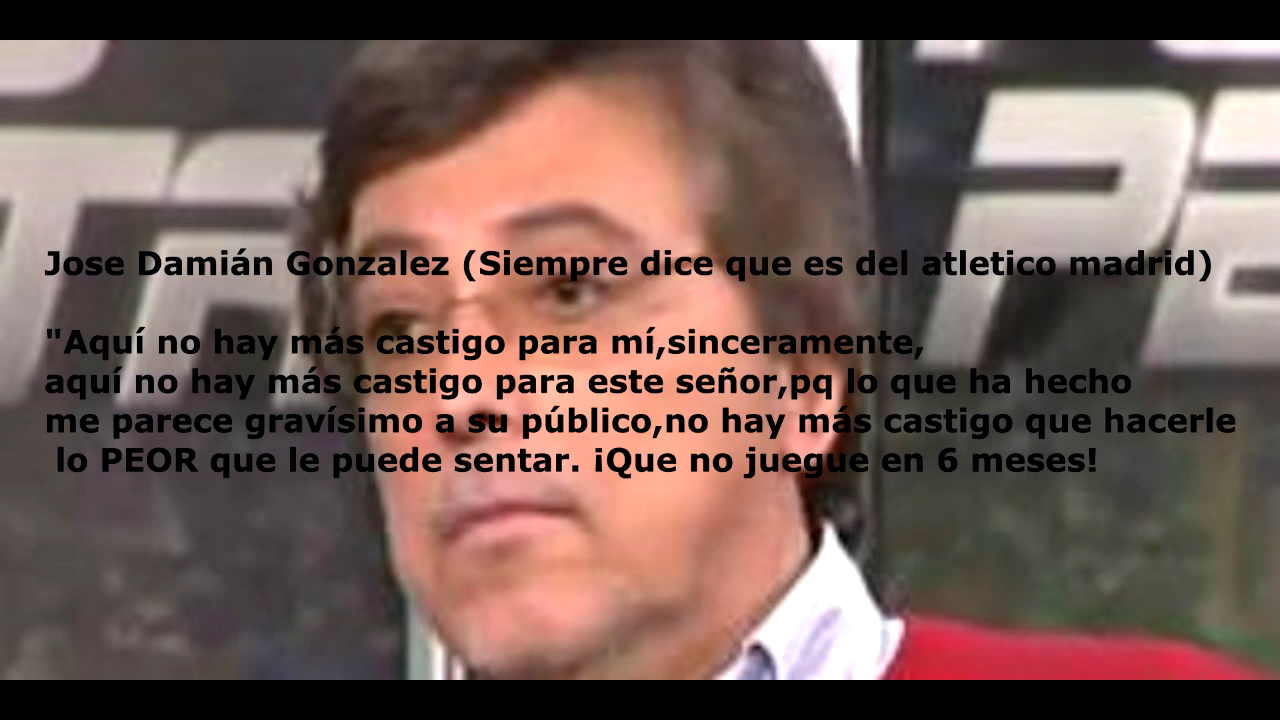 Jose Damián Gonzalez (Siempre dice que es del atletico madrid)
"Aquí no hay más castigo para mí,sinceramente,
aquí no hay más castigo para este señor,pq lo que ha hecho
me parece gravísimo a su público,no hay más castigo que hacerle
lo PEOR que le puede sentar. ¡Que no juegue en 6 meses!